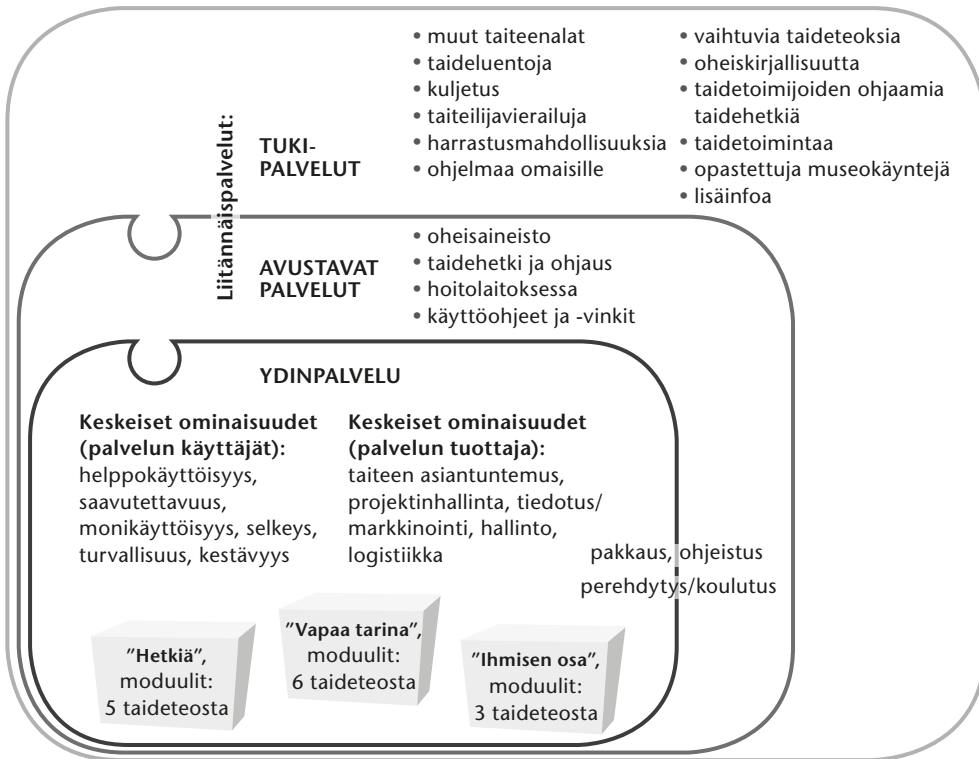 • muut taiteenalat
• taideluentoja
• kuljetus
• taiteilijavierailuja
• harrastusmahdollisuuksia
• ohjelmaa omaisille
• vaihtuvia taideteoksia
• oheiskirjallisuutta
• taidetoimijoiden ohjaamia
taidehetkiä
• taidetoimintaa
• opastettuja museokäyntejä
• lisäinfoa
Liitännäispalvelut:
TUKI-
PALVELUT
AVUSTAVAT
PALVELUT
• oheisaineisto
• taidehetki ja ohjaus
• hoitolaitoksessa
• käyttöohjeet ja -vinkit
YDINPALVELU
Keskeiset ominaisuudet
(palvelun käyttäjät):
helppokäyttöisyys,
saavutettavuus,
monikäyttöisyys, selkeys,
turvallisuus, kestävyys
Keskeiset ominaisuudet
(palvelun tuottaja):
taiteen asiantuntemus,
projektinhallinta, tiedotus/
markkinointi, hallinto,
logistiikka
pakkaus, ohjeistus
perehdytys/koulutus
”Hetkiä”,
moduulit:
5 taideteosta
”Vapaa tarina”,
moduulit:
6 taideteosta
”Ihmisen osa”,
moduulit:
3 taideteosta